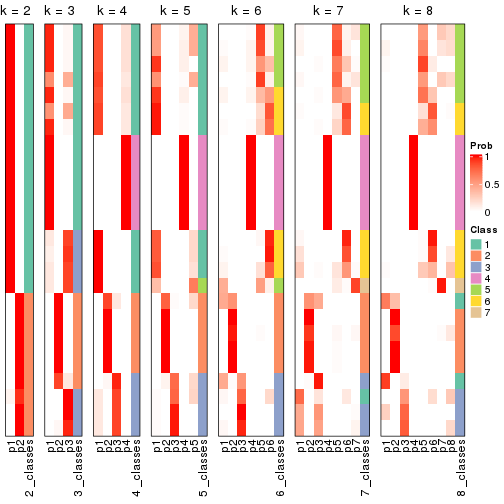 k = 2 k = 3 k = 4 k = 5 k = 6 k = 7 k = 8
Prob
1
0.5
0
Class
1
2
3
4
5
6
7
p1 p2 2_classes p1 p2 p3 3_classes p1 p2 p3 p4 4_classes p1 p2 p3 p4 p5 5_classes p1 p2 p3 p4 p5 p6 6_classes p1 p2 p3 p4 p5 p6 p7 7_classes p1 p2 p3 p4 p5 p6 p7 p8 8_classes